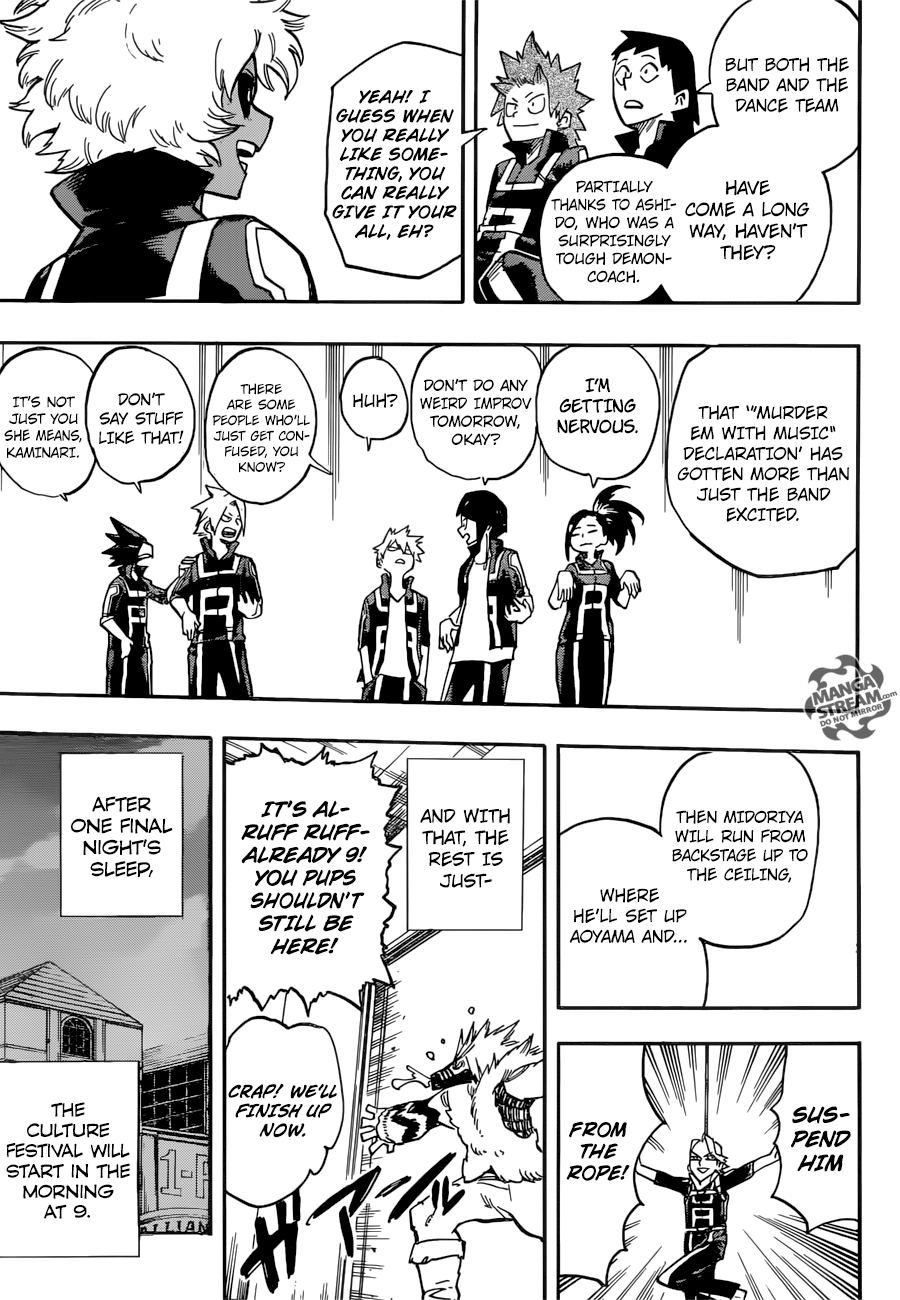 BUT BOTH THE
BAND AND THE
DANCE TEAM
HAVE
COME A LONG
WAY, HAVEN'T
THEY?
PARTIALLY
THANKS TO ASHI-
DO, WHO WAS A
SURPRISINGLY
TOUGH DEMON-
COACH.
YEAH! I
GUESS WHEN
YOU REALLY
LIKE SOME-
THING, YOU
CAN REALLY
GIVE IT YOUR
ALL, EH?
THAT '"MURDER
EM WITH MUSIC"
DECLARATION' HAS
GOTTEN MORE THAN
JUST THE BAND
EXCITED.
I'M
GETTING
NERVOUS.
DON'T DO ANY
WEIRD IMPROV
TOMORROW,
OKAY?
HUH?
THERE
ARE SOME
PEOPLE WHO'LL
JUST GET CON-
FUSED, YOU
KNOW?
DON'T
SAY STUFF
LIKE THAT!
IT'S NOT
JUST YOU
SHE MEANS,
KAMINARI.
MANGA
STREAM.com
DO NOT MIRROR
THEN MIDORIYA
WILL RUN FROM
BACKSTAGE UP TO
THE CEILING,
WHERE
HE'LL SET UP
AOYAMA AND...
SUS-
PEND
HIM
FROM
THE
ROPE!
AND WITH
THAT, THE
REST IS
JUST-
IT'S AL-
RUFF RUFF-
ALREADY 9!
YOU PUPS
SHOULDN'T
STILL BE
HERE!
CRAP! WE'LL
FINISH UP
NOW.
AFTER
ONE FINAL
NIGHT'S
SLEEP,
THE
CULTURE
FESTIVAL WILL
START IN THE
MORNING
AT 9.